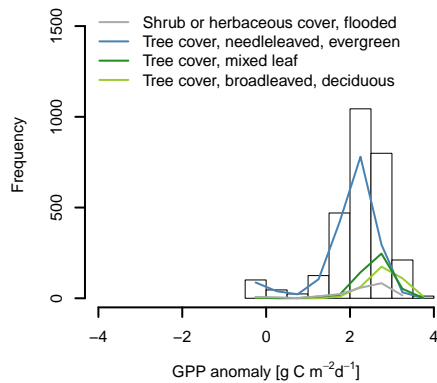 1500
Shrub or herbaceous cover, flooded
Tree cover, needleleaved, evergreen
Tree cover, mixed leaf
Tree cover, broadleaved, deciduous
1000
Frequency
500
0
−4 −2 0 2 4
GPP anomaly [g C m⁻²d⁻¹]